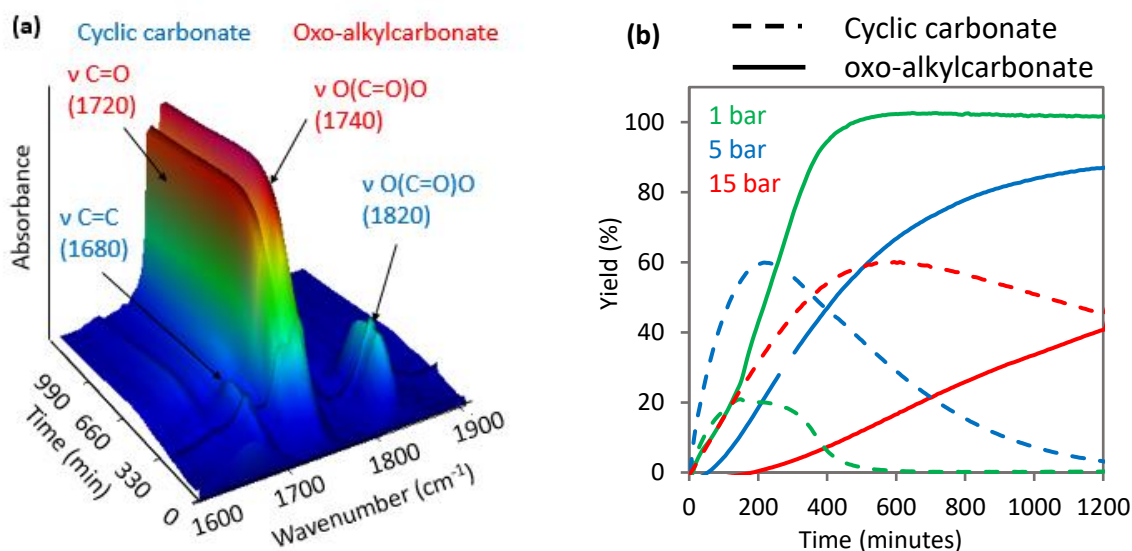 (a)
Cyclic carbonate
Oxo-alkylcarbonate
ν C=O
(1720)
ν O(C=O)O
(1740)
ν C=C
(1680)
ν O(C=O)O
(1820)
Absorbance
990
660
330
0
Time (min)
1600
1700
1800
1900
Wavenumber (cm⁻¹)
(b)
Cyclic carbonate
oxo-alkylcarbonate
1 bar
5 bar
15 bar
100
80
60
40
20
0
Yield (%)
0 200 400 600 800 1000 1200
Time (minutes)